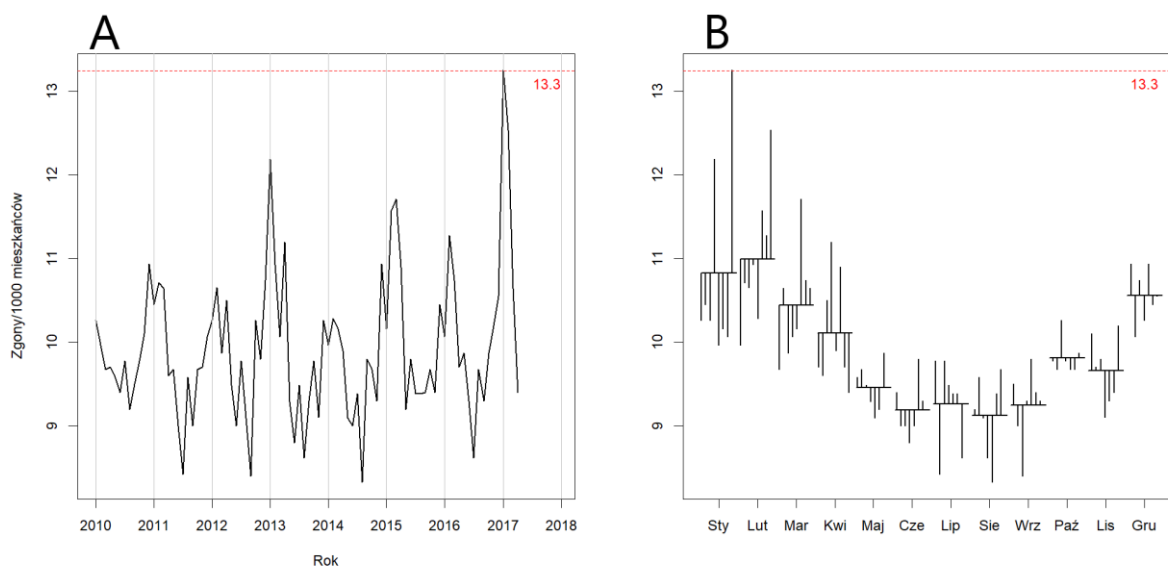 A
B
13.3
13.3
13
12
11
10
9
Zgony/1000 mieszkańców
2010 2011 2012 2013 2014 2015 2016 2017 2018
Rok
13
12
11
10
9
Sty Lut Mar Kwi Maj Cze Lip Sie Wrz Paź Lis Gru